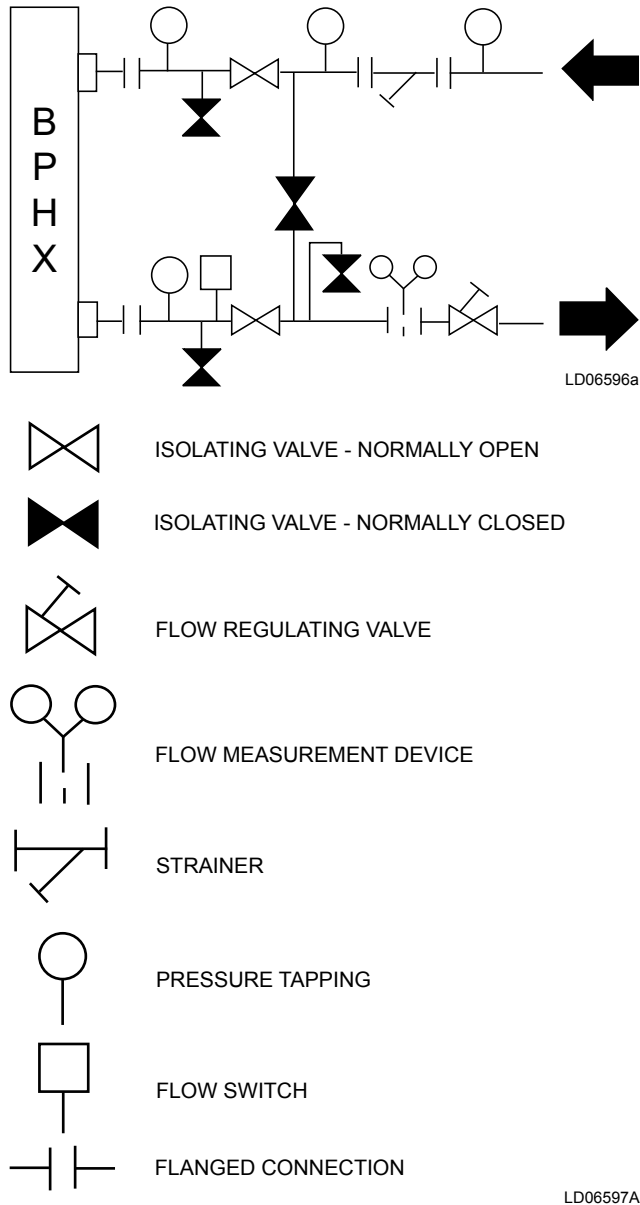 B
P
H
X
LD06596a
ISOLATING VALVE - NORMALLY OPEN
ISOLATING VALVE - NORMALLY CLOSED
FLOW REGULATING VALVE
FLOW MEASUREMENT DEVICE
STRAINER
PRESSURE TAPPING
FLOW SWITCH
FLANGED CONNECTION
LD06597A